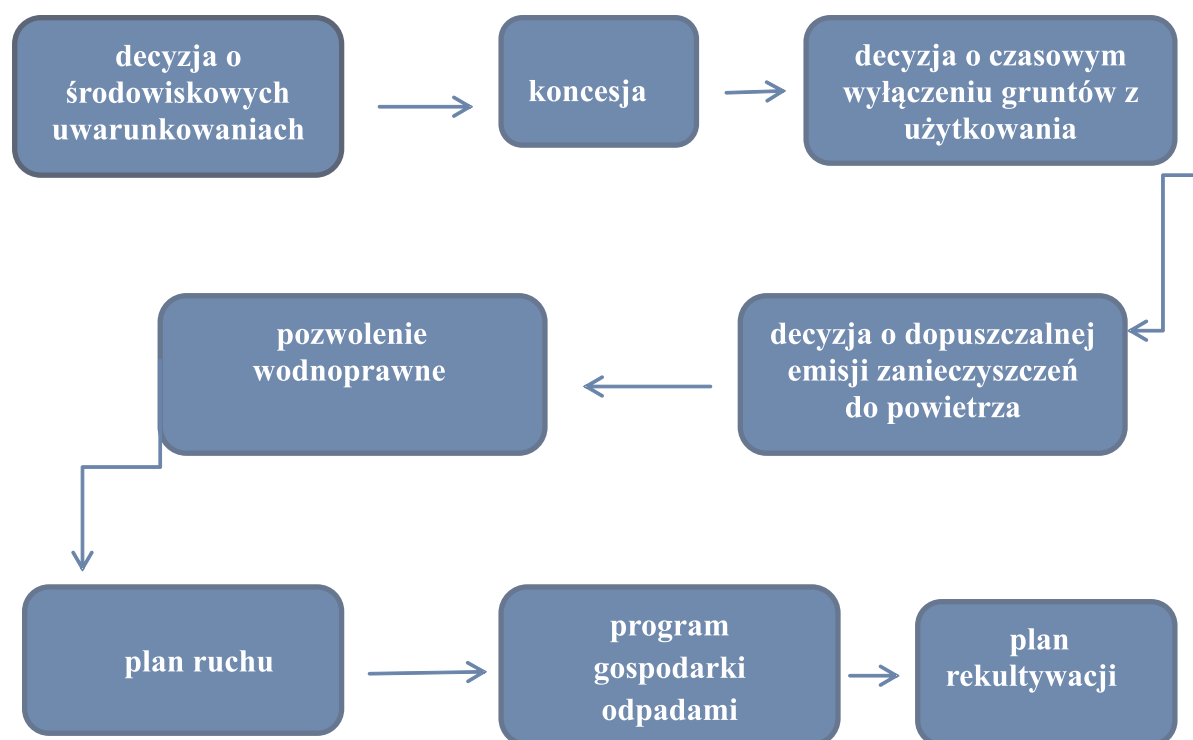 decyzja o
środowiskowych
uwarunkowaniach
koncesja
decyzja o czasowym
wyłączeniu gruntów z
użytkowania
decyzja o dopuszczalnej
emisji zanieczyszczeń
do powietrza
pozwolenie
wodnoprawne
plan ruchu
program
gospodarki
odpadami
plan
rekultywacji